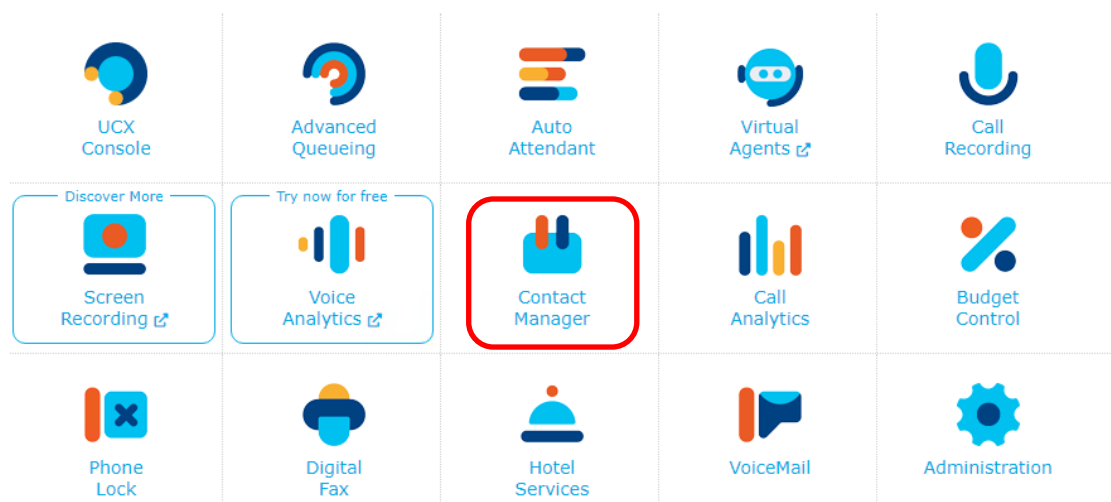 UCX
Console
Advanced
Queueing
Auto
Attendant
Virtual
Agents
Call
Recording
Discover More
Screen
Recording
Try now for free
Voice
Analytics
Contact
Manager
Call
Analytics
Budget
Control
Phone
Lock
Digital
Fax
Hotel
Services
VoiceMail
Administration